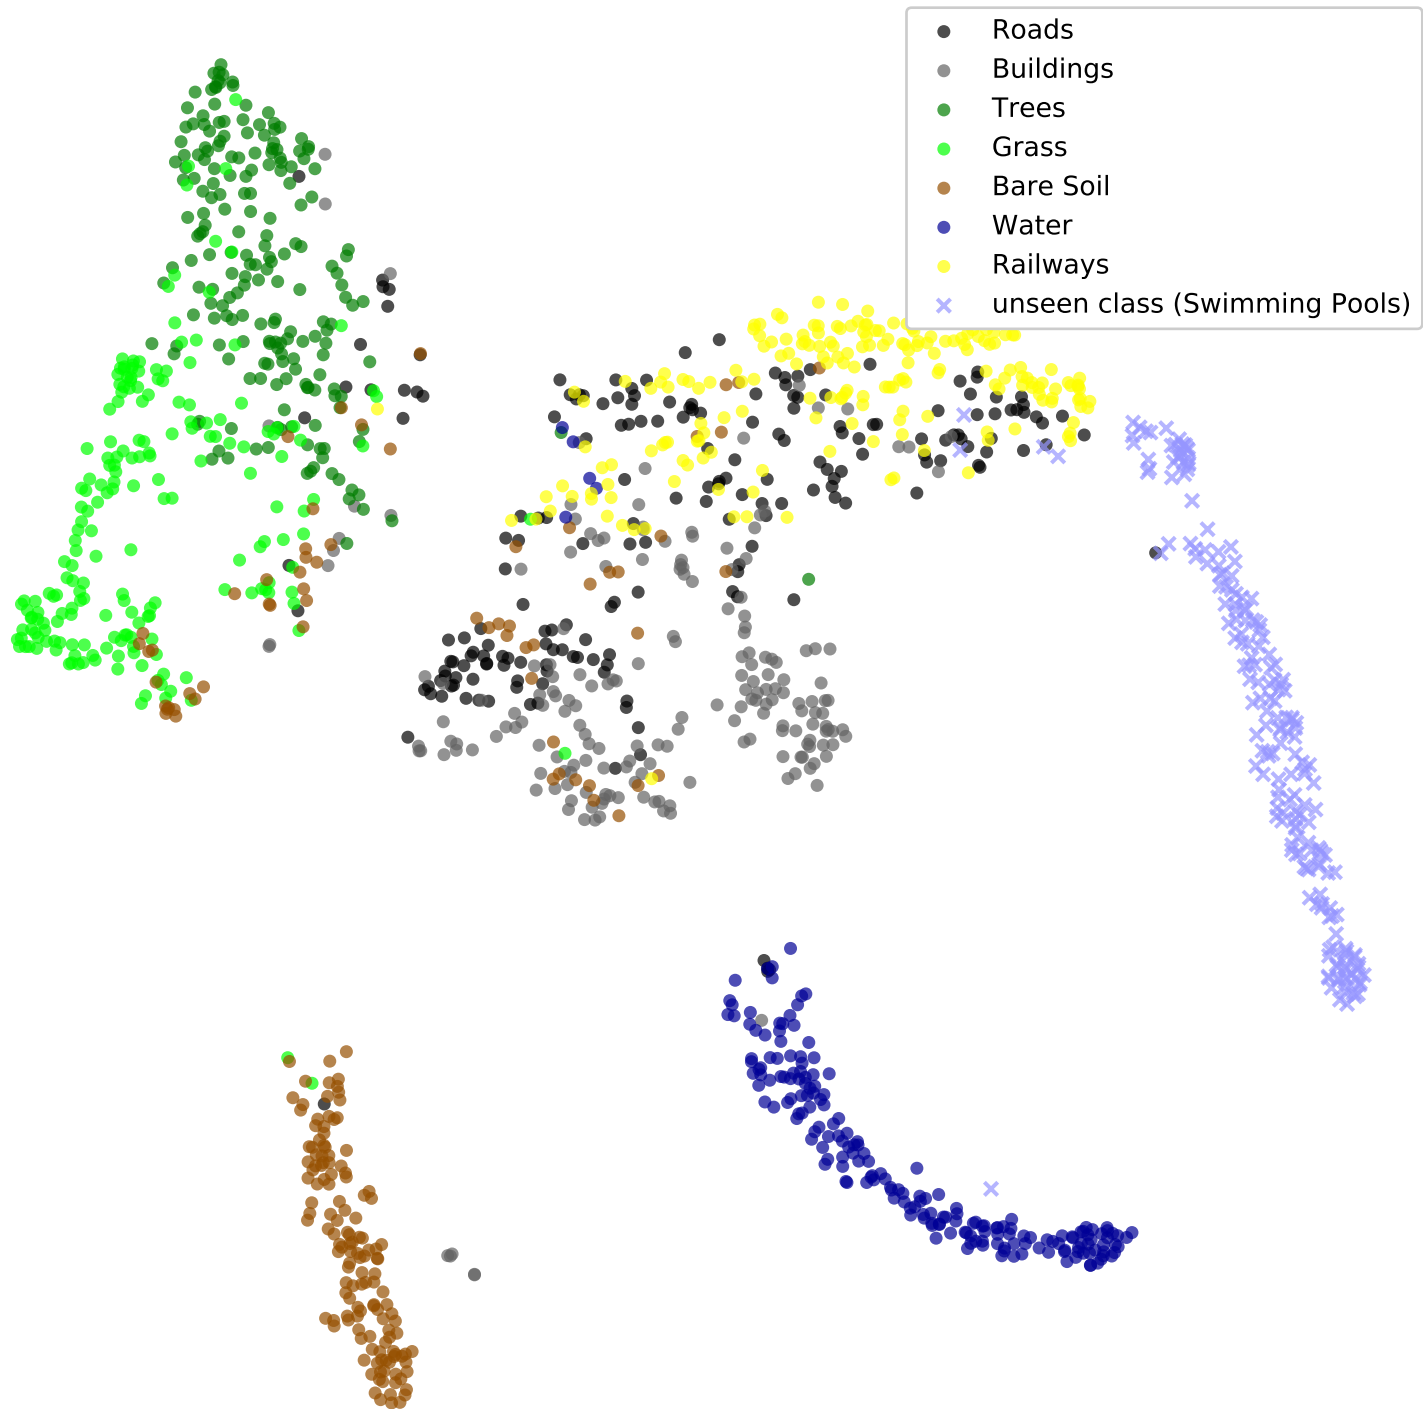 Roads
Buildings
Trees
Grass
Bare Soil
Water
Railways
unseen class (Swimming Pools)